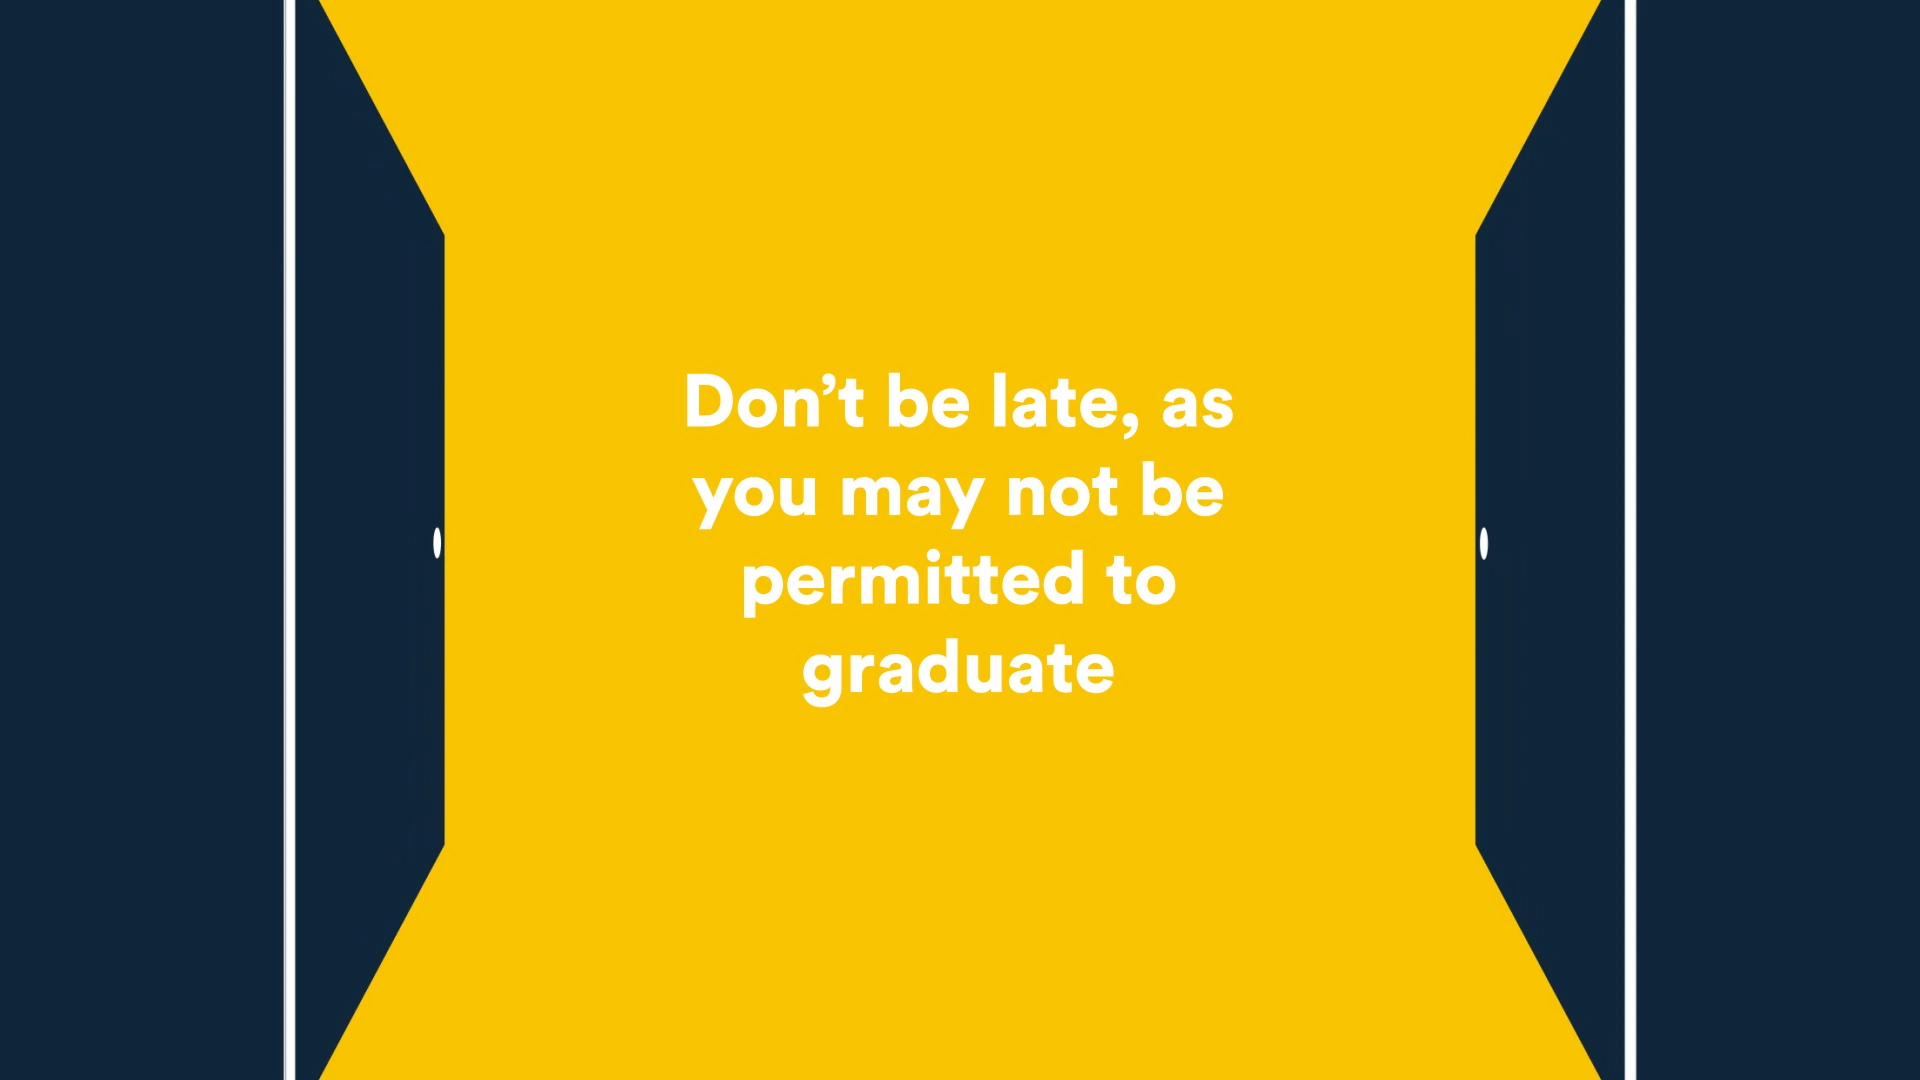 Don’t be late, as
you may not be
permitted to
graduate